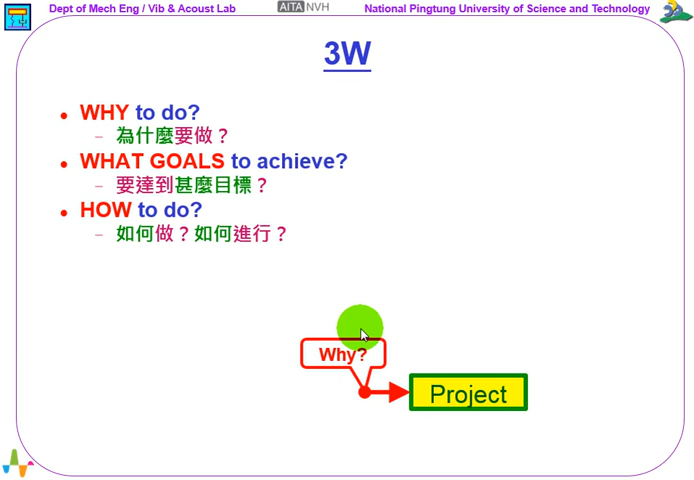 Dept of Mech Eng / Vib & Acoust Lab AITA NVH National Pingtung University of Science and Technology
3W
• WHY to do?
– 為什麼要做？
• WHAT GOALS to achieve?
– 要達到甚麼目標？
• HOW to do?
– 如何做？如何進行？
Why?
Project